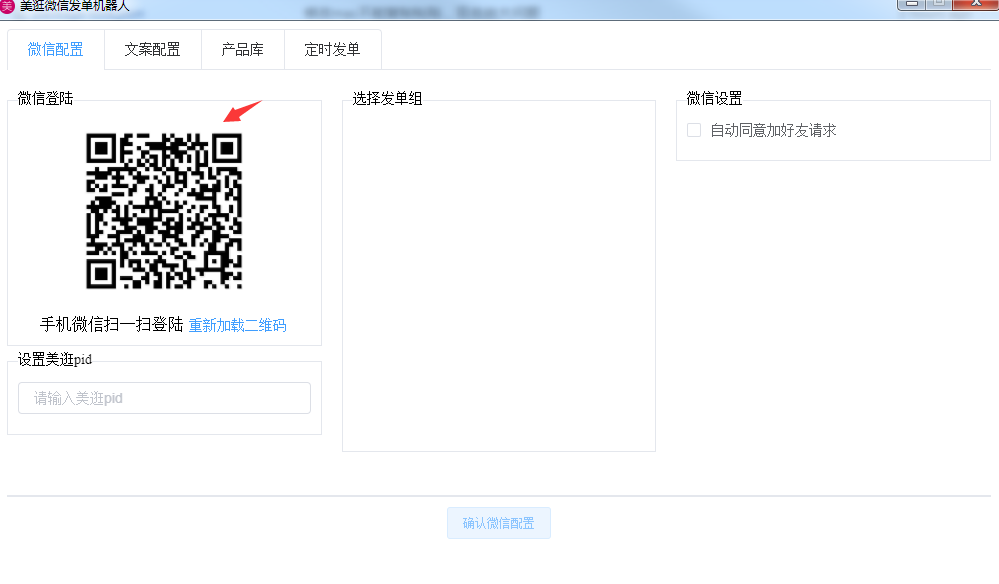 美 美逛微信发单机器人
微信配置 文案配置 产品库 定时发单
微信登陆
手机微信扫一扫登陆 重新加载二维码
设置美逛pid
请输入美逛pid
选择发单组
微信设置
自动同意加好友请求
确认微信配置